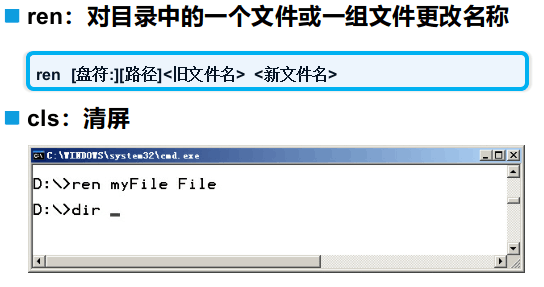 ren：对目录中的一个文件或一组文件更改名称
ren [盘符:][路径]<旧文件名> <新文件名>
cls：清屏
C:\WINDOWS\system32\cmd.exe
D:\>ren myFile File
D:\>dir _